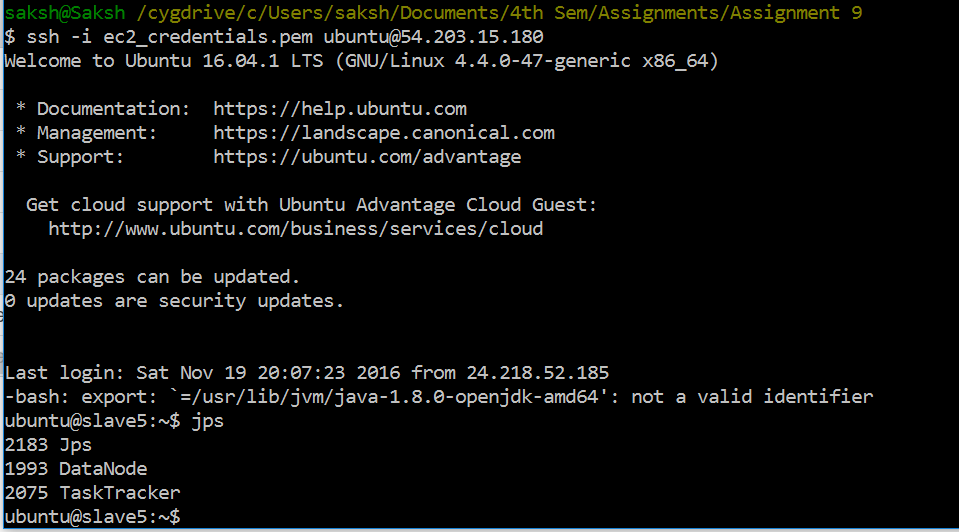 saksh@Saksh /cygdrive/c/Users/saksh/Documents/4th Sem/Assignments/Assignment 9
$ ssh -i ec2_credentials.pem ubuntu@54.203.15.180
Welcome to Ubuntu 16.04.1 LTS (GNU/Linux 4.4.0-47-generic x86_64)
* Documentation:  https://help.ubuntu.com
* Management:     https://landscape.canonical.com
* Support:        https://ubuntu.com/advantage
Get cloud support with Ubuntu Advantage Cloud Guest:
http://www.ubuntu.com/business/services/cloud
24 packages can be updated.
0 updates are security updates.
Last login: Sat Nov 19 20:07:23 2016 from 24.218.52.185
-bash: export: `=/usr/lib/jvm/java-1.8.0-openjdk-amd64': not a valid identifier
ubuntu@slave5:~$ jps
2183 Jps
1993 DataNode
2075 TaskTracker
ubuntu@slave5:~$